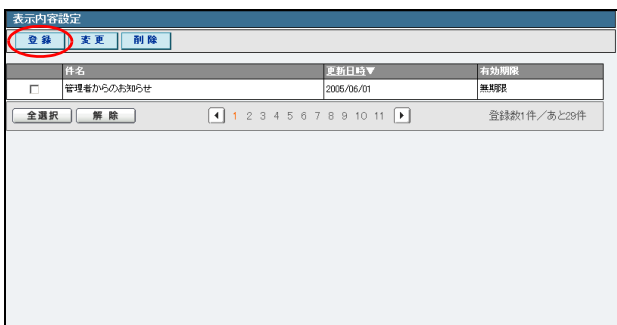 表示内容設定
登録 変更 削除
件名 更新日時▼ 有効期限
管理者からのお知らせ 2005/06/01 無期限
全選択 解除 1 2 3 4 5 6 7 8 9 10 11 登録数1件／あと29件